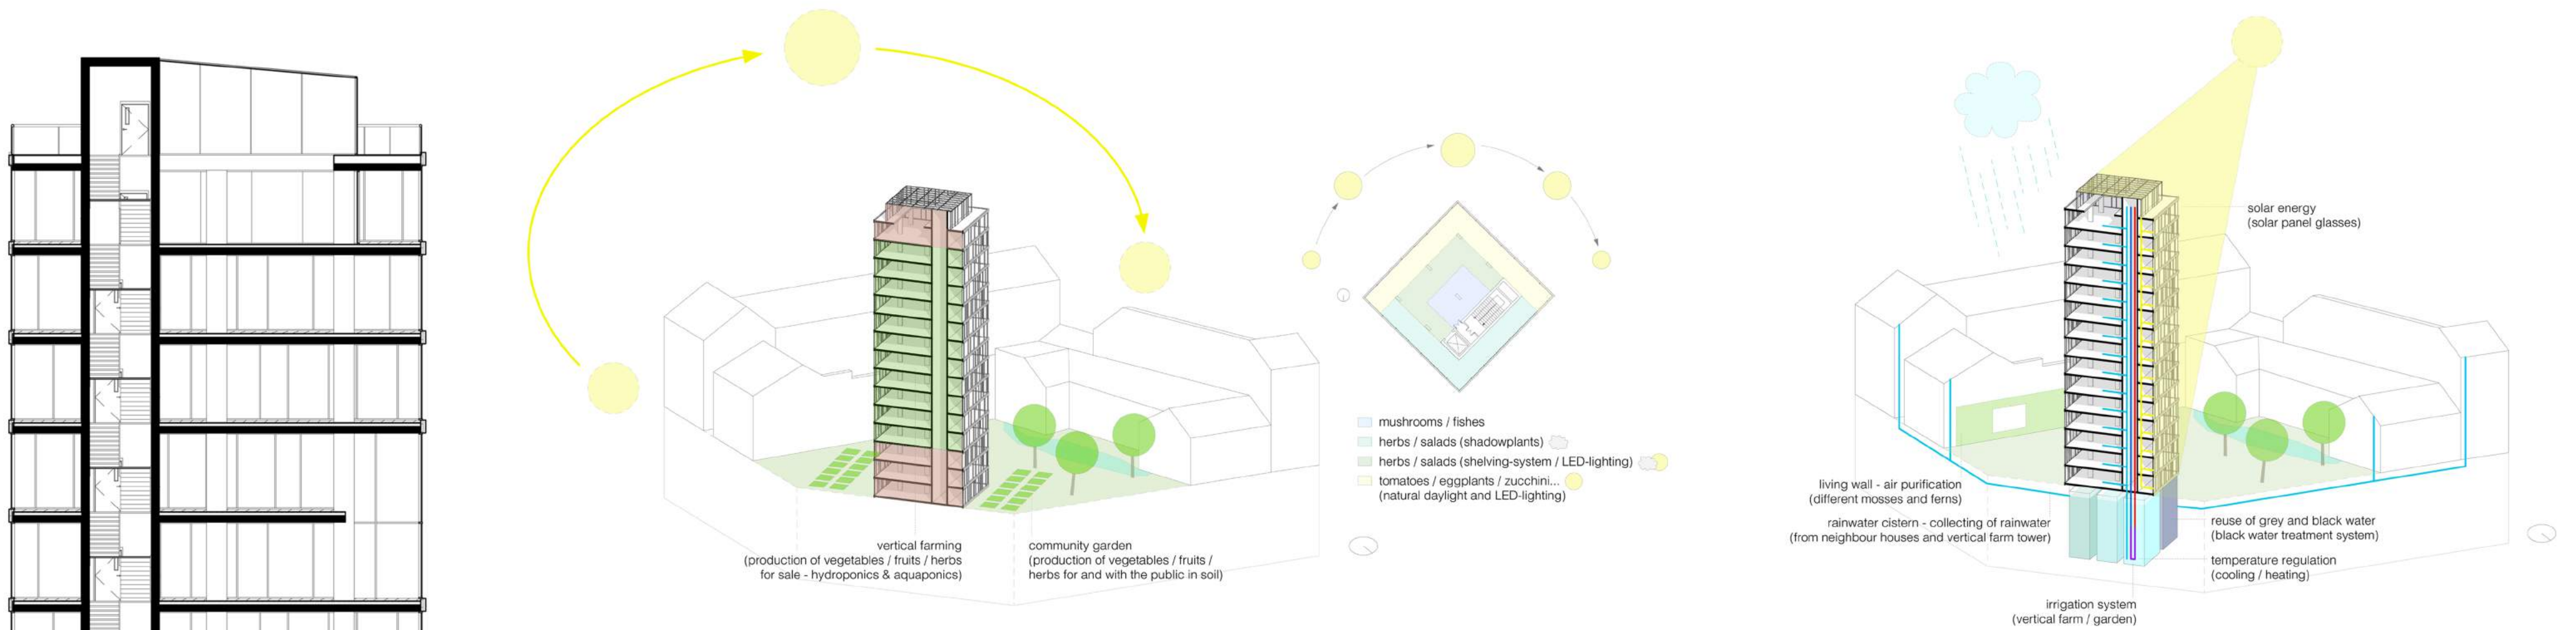 vertical farming
(production of vegetables / fruits / herbs
for sale - hydroponics & aquaponics)
community garden
(production of vegetables / fruits /
herbs for and with the public in soil)
mushrooms / fishes
herbs / salads (shadowplants)
herbs / salads (shelving-system / LED-lighting)
tomatoes / eggplants / zucchini...
(natural daylight and LED-lighting)
solar energy
(solar panel glasses)
living wall - air purification
(different mosses and ferns)
rainwater cistern - collecting of rainwater
(from neighbour houses and vertical farm tower)
reuse of grey and black water
(black water treatment system)
temperature regulation
(cooling / heating)
irrigation system
(vertical farm / garden)